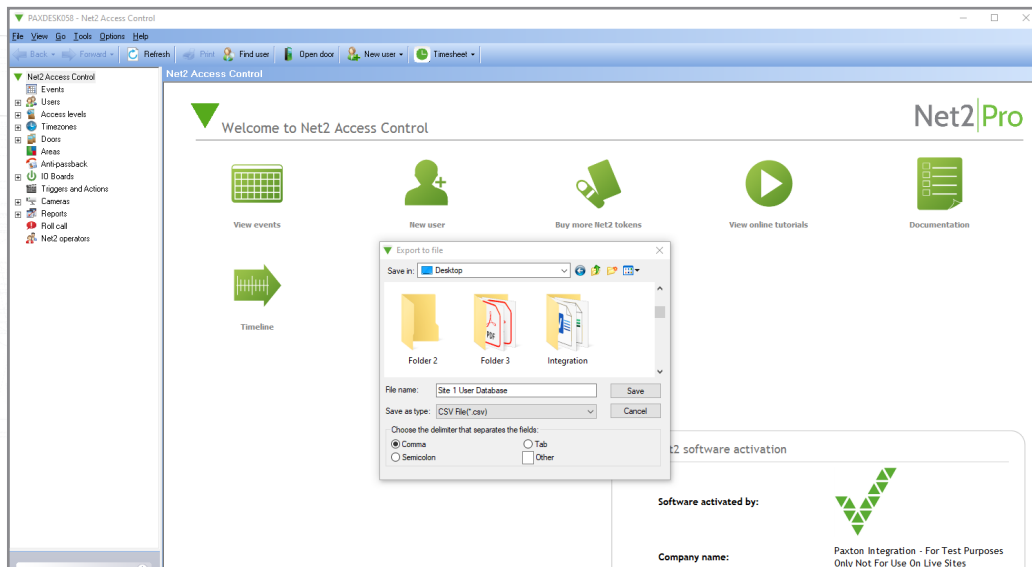 PAXDESK058 - Net2 Access Control
File View Go Tools Options Help
Back Forward Refresh Print Find user Open door New user Timesheet
Net2 Access Control
Events
Users
Access levels
Timezones
Doors
Areas
Anti-passback
IO Boards
Triggers and Actions
Cameras
Reports
Roll call
Net2 operators
Net2 Access Control
Welcome to Net2 Access Control
Net2 Pro
View events
New user
Buy more Net2 tokens
View online tutorials
Documentation
Timeline
Export to file
Save in: Desktop
PDF
Folder 2
Folder 3
Integration
File name: Site 1 User Database
Save
Save as type: CSV File(*.csv)
Cancel
Choose the delimiter that separates the fields:
Comma Tab
Semicolon Other
t2 software activation
Software activated by:
Company name:
Paxton Integration - For Test Purposes
Only Not For Use On Live Sites